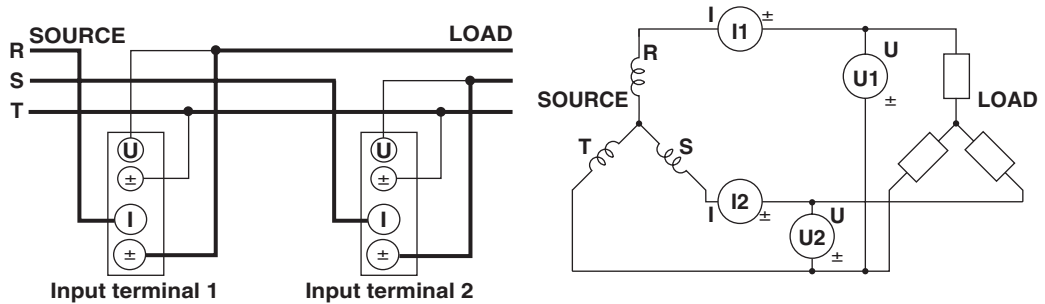 SOURCE LOAD
R
S
T
U
±
I
±
U
±
I
±
Input terminal 1 Input terminal 2
I I1 ±
R
U
U1
±
SOURCE LOAD
T S
I I2 ±
U
U2
±